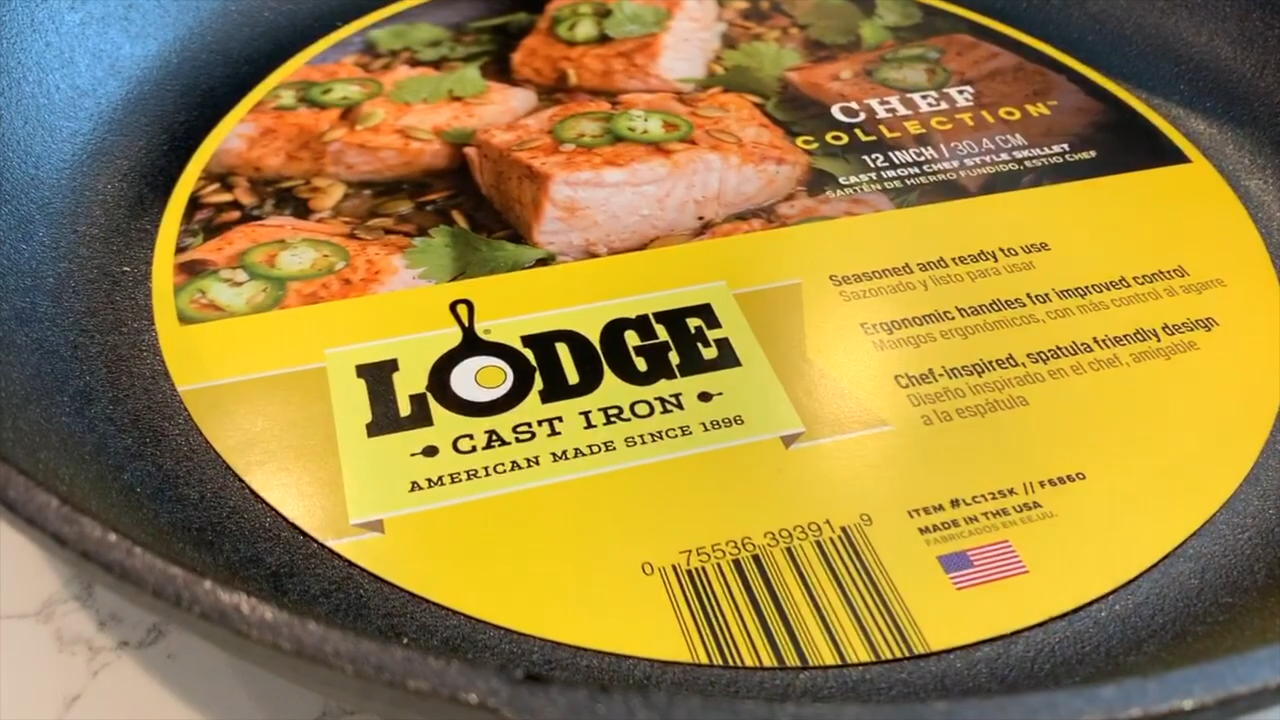 CHEF
COLLECTION™
12 INCH / 30.4 CM
CAST IRON CHEF STYLE SKILLET
SARTÉN DE HIERRO FUNDIDO, ESTIO CHEF
Seasoned and ready to use
Sazonado y listo para usar
Ergonomic handles for improved control
Mangos ergonómicos, con más control al agarre
Chef-inspired, spatula friendly design
Diseño inspirado en el chef, amigable
a la espátula
LODGE®
CAST IRON
AMERICAN MADE SINCE 1896
ITEM #LC12SK // F6860
MADE IN THE USA
FABRICADOS EN EE.UU.
0 75536 39391 9